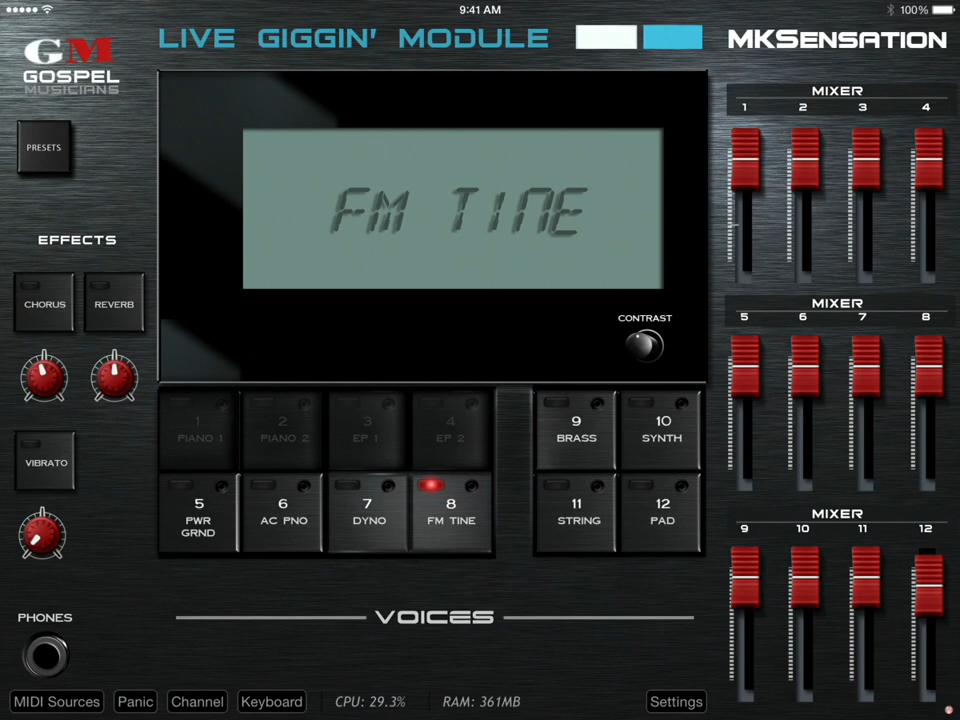 9:41 AM
100%
GM
GOSPEL
MUSICIANS
LIVE GIGGIN' MODULE
MKSENSATION
PRESETS
FM TINE
CONTRAST
EFFECTS
CHORUS
REVERB
VIBRATO
PHONES
1
PIANO 1
2
PIANO 2
3
EP 1
4
EP 2
5
PWR
GRND
6
AC PNO
7
DYNO
8
FM TINE
9
BRASS
10
SYNTH
11
STRING
12
PAD
VOICES
MIXER
1 2 3 4
MIXER
5 6 7 8
MIXER
9 10 11 12
MIDI Sources
Panic
Channel
Keyboard
CPU: 29.3%
RAM: 361MB
Settings